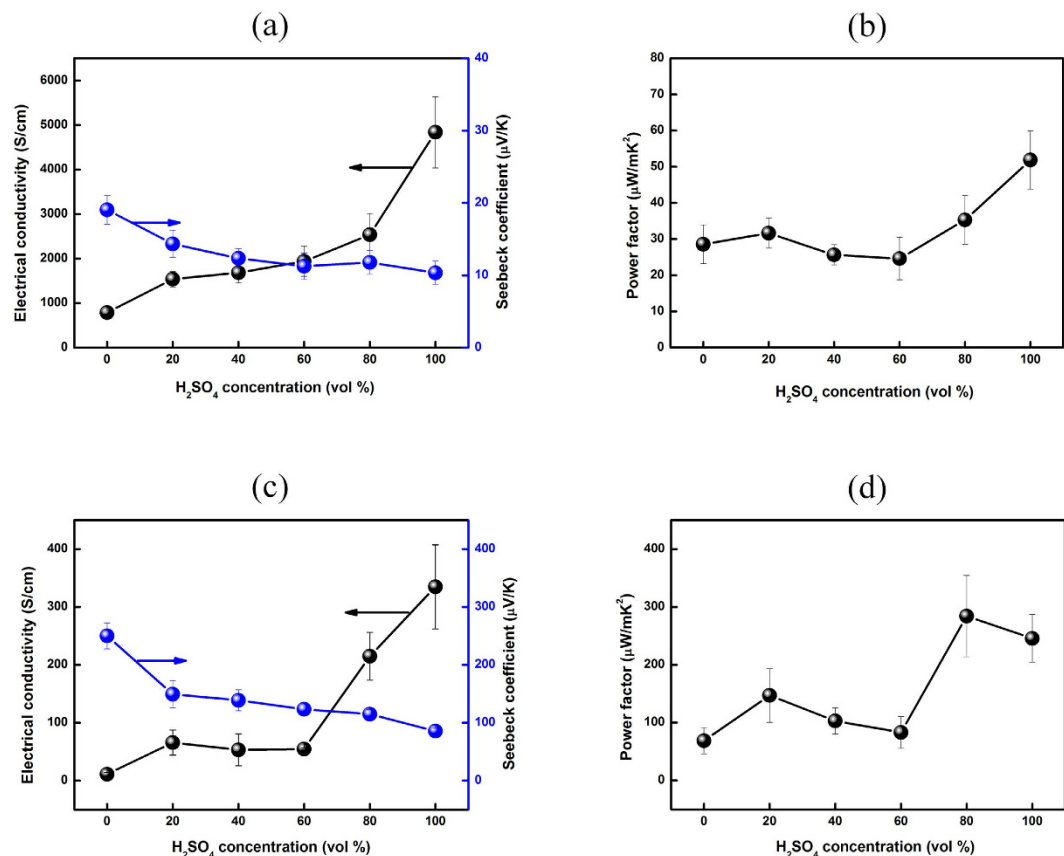 (a)
(b)
Electrical conductivity (S/cm)
6000
5000
4000
3000
2000
1000
0
40
30
20
10
0
Seebeck coefficient (μV/K)
0 20 40 60 80 100
H₂SO₄ concentration (vol %)
Power factor (μW/mK²)
80
70
60
50
40
30
20
10
0
0 20 40 60 80 100
H₂SO₄ concentration (vol %)
(c)
(d)
Electrical conductivity (S/cm)
400
300
200
100
0
400
300
200
100
0
Seebeck coefficient (μV/K)
0 20 40 60 80 100
H₂SO₄ concentration (vol %)
Power factor (μW/mK²)
400
300
200
100
0
0 20 40 60 80 100
H₂SO₄ concentration (vol %)